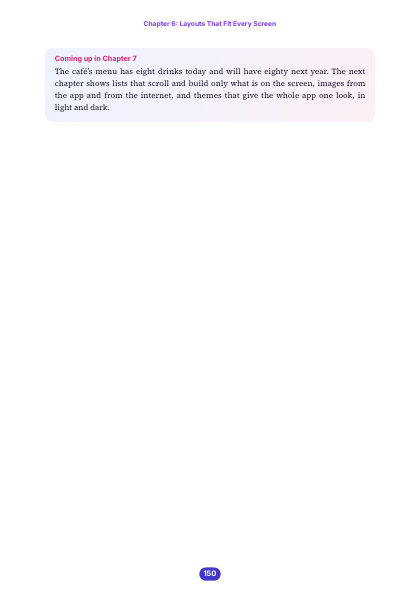 Chapter 6: Layouts That Fit Every Screen
Coming up in Chapter 7
The café's menu has eight drinks today and will have eighty next year. The next
chapter shows lists that scroll and build only what is on the screen, images from
the app and from the internet, and themes that give the whole app one look, in
light and dark.
150